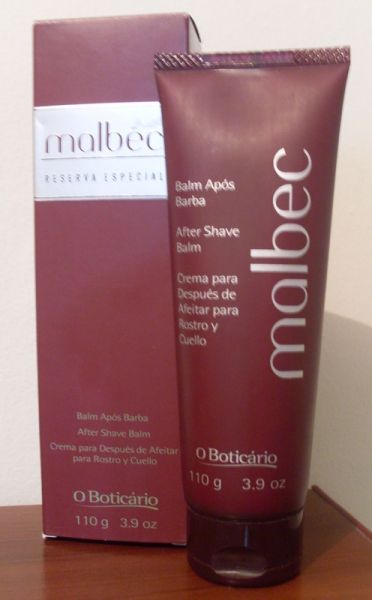 malbec
RESERVA ESPECIAL
Balm Após Barba
After Shave Balm
Crema para Después de Afeitar
para Rostro y Cuello
O Boticário
110 g 3.9 oz
Balm Após
Barba
After Shave
Balm
Crema para
Después de
Afeitar para
Rostro y
Cuello
malbec
O Boticário
110 g 3.9 oz